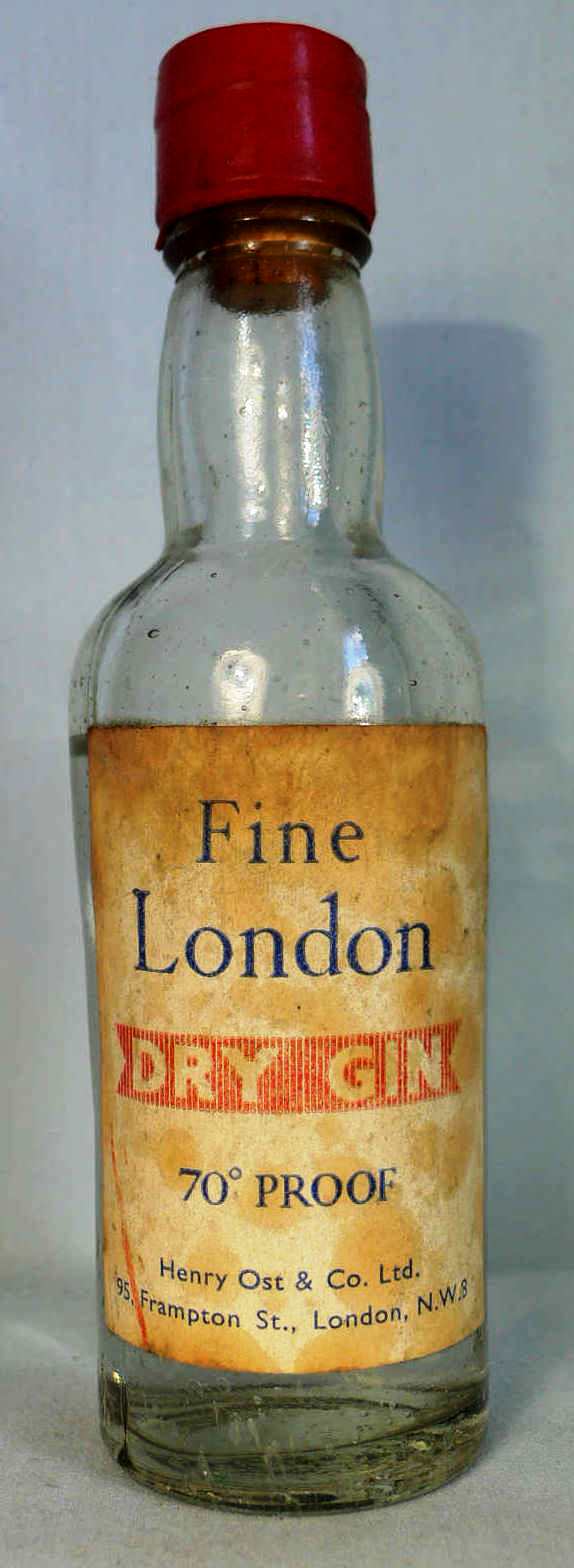 Fine
London
DRY GIN
70° PROOF
Henry Ost & Co. Ltd.
95, Frampton St., London, N.W.8